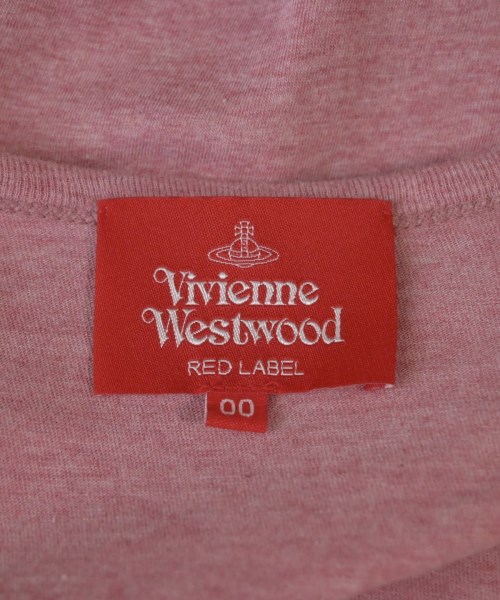 Vivienne
Westwood
RED LABEL
00